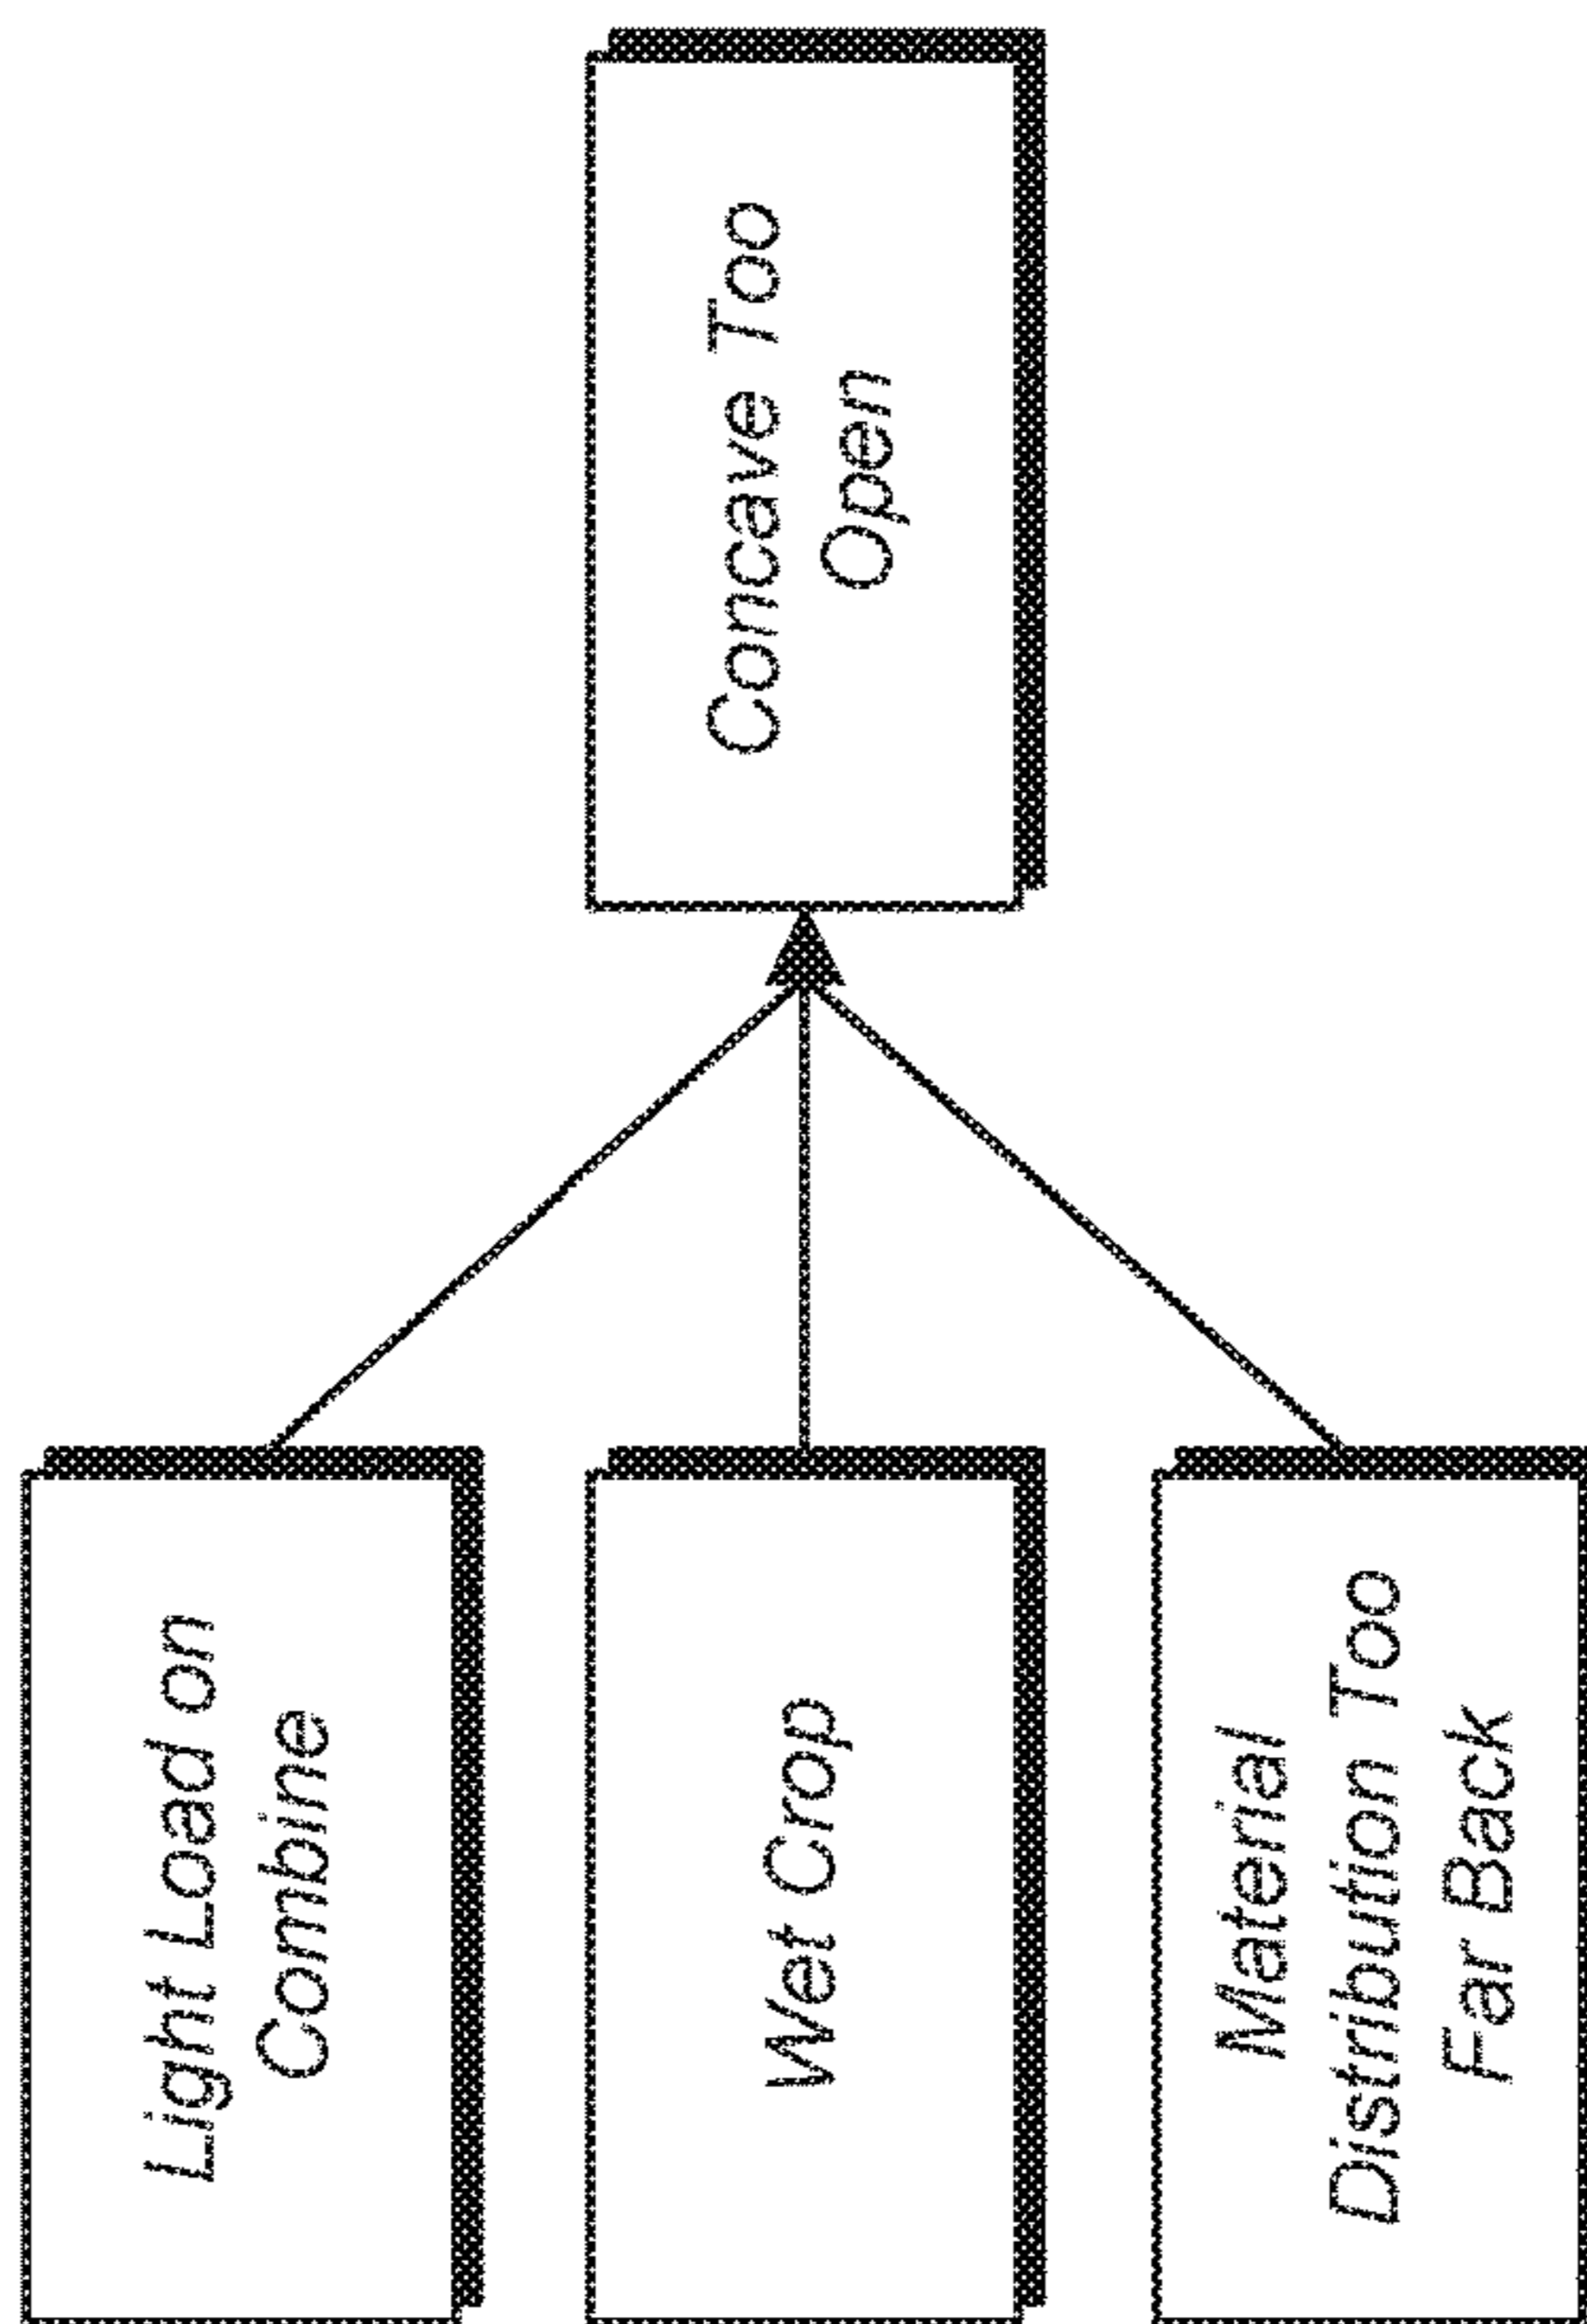 Light Load on
Combine
Wet Crop
Material
Distribution Too
Far Back
Concave Too
Open